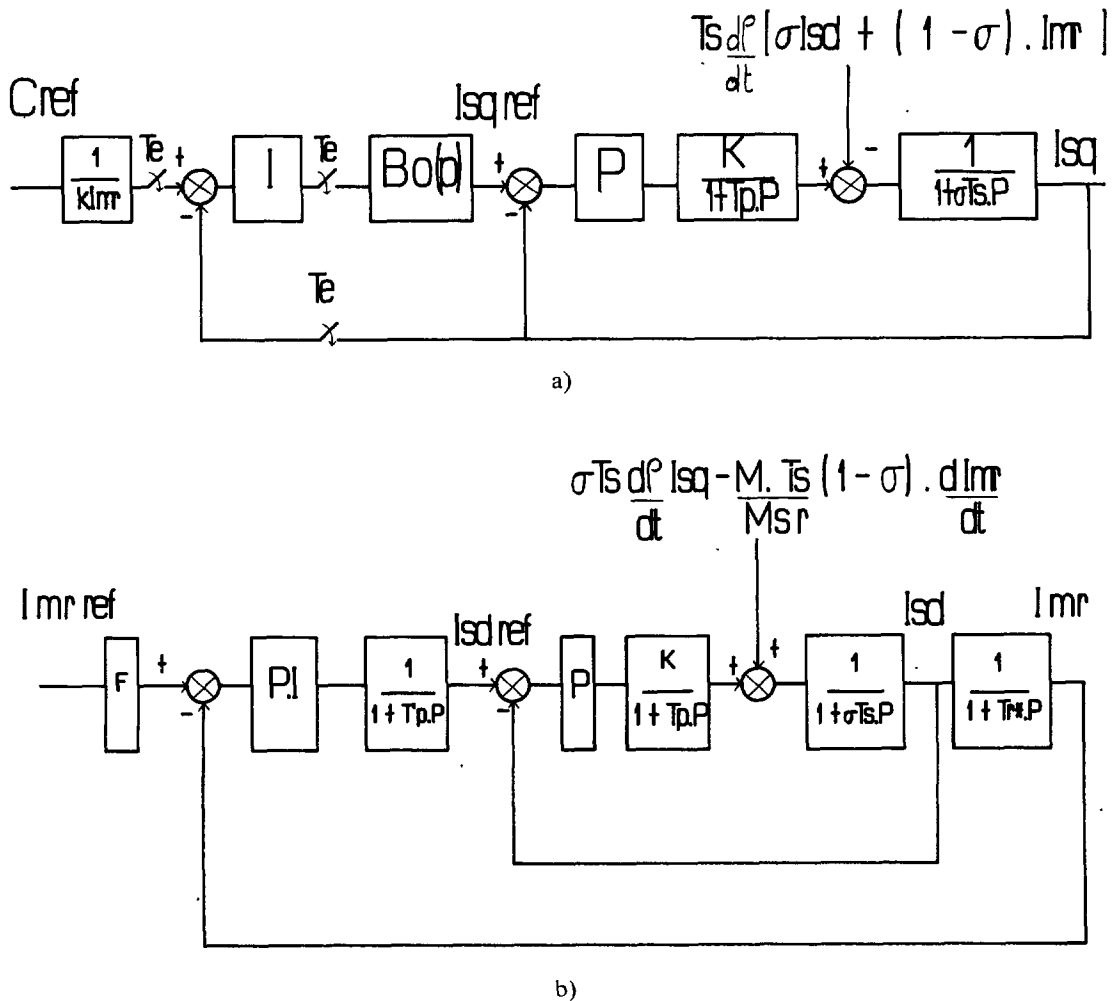 Ts dρ/dt [σIsd + ( 1 - σ) . Imr ]
Cref
Isq ref
Isq
1/kImr
Te
+
-
I
Te
Bo(p)
+
-
P
K/1+Tp.P
+
-
1/1+σTs.P
Te
a)
σTs dρ/dt Isq - M. Ts/Msr (1 - σ) . dImr/dt
Imr ref
Isd ref
Isd
Imr
F
+
-
P.I
1/1 + T'p.P
+
-
P
K/1 + Tp.P
+
+
1/1+σTs.P
1/1 + Tr*.P
b)